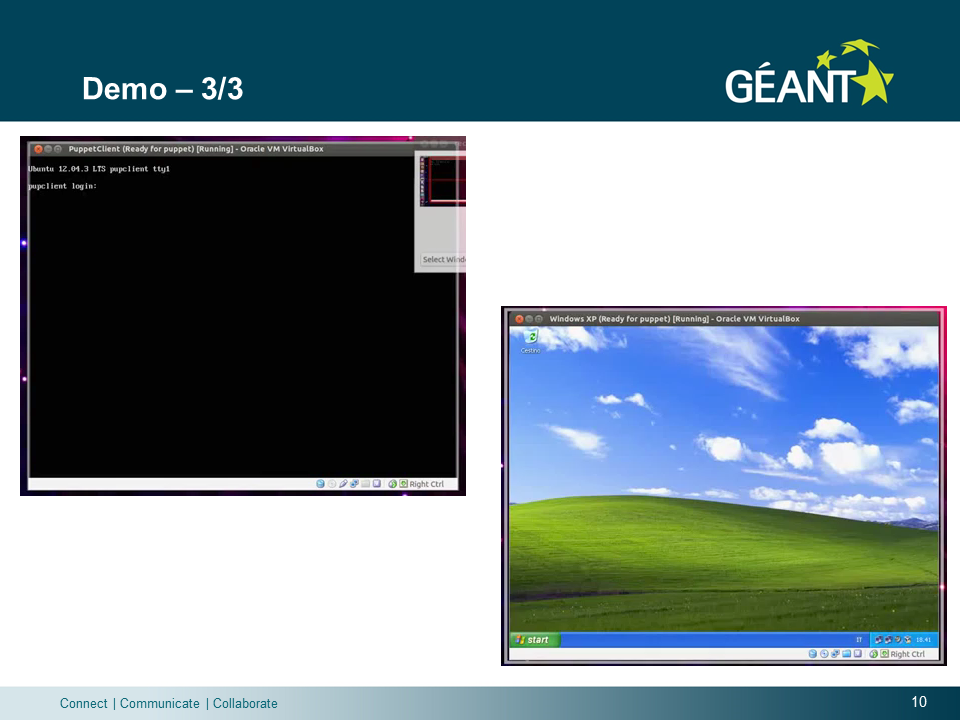 Demo – 3/3
GÉANT
PuppetClient (Ready for puppet) [Running] - Oracle VM VirtualBox
Ubuntu 12.04.3 LTS pupclient tty1
pupclient login:
Select Wind
Right Ctrl
Windows XP (Ready for puppet) [Running] - Oracle VM VirtualBox
Cestino
start
IT
18.41
Right Ctrl
Connect | Communicate | Collaborate
10